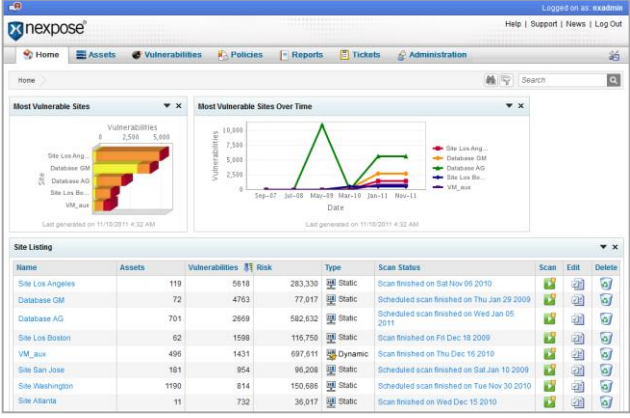 Logged on as: nxadmin
nexpose®
Help | Support | News | Log Out
Home Assets Vulnerabilities Policies Reports Tickets Administration
Home
Search
Most Vulnerable Sites
Vulnerabilities
0 2,500 5,000
Site
Site Los Ang...
Database GM
Database AG
Site Los Bo...
VM_aux
Last generated on 11/10/2011 4:32 AM
Most Vulnerable Sites Over Time
Vulnerabilities
10,000
7,500
5,000
2,500
0
Sep-07 Jul-08 May-09 Mar-10 Jan-11 Nov-11
Date
Site Los Ang...
Database GM
Database AG
Site Los Bo...
VM_aux
Last generated on 11/10/2011 4:32 AM
Site Listing
Name Assets Vulnerabilities Risk Type Scan Status Scan Edit Delete
Site Los Angeles 119 5618 283,330 Static Scan finished on Sat Nov 06 2010
Database GM 72 4763 77,017 Static Scheduled scan finished on Thu Jan 29 2009
Database AG 701 2669 582,632 Static Scheduled scan finished on Wed Jan 05
2011
Site Los Boston 62 1598 116,750 Static Scan finished on Fri Dec 18 2009
VM_aux 496 1431 697,611 Dynamic Scan finished on Thu Dec 16 2010
Site San Jose 181 954 96,208 Static Scheduled scan finished on Sat Jan 10 2009
Site Washington 1190 814 150,686 Static Scheduled scan finished on Tue Nov 30 2010
Site Atlanta 11 732 36,017 Static Scan finished on Wed Dec 15 2010